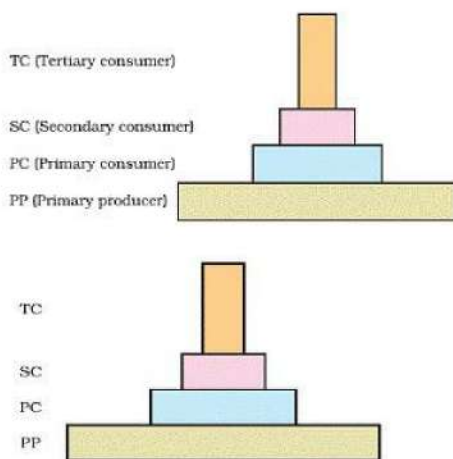 TC (Tertiary consumer)
SC (Secondary consumer)
PC (Primary consumer)
PP (Primary producer)
TC
SC
PC
PP